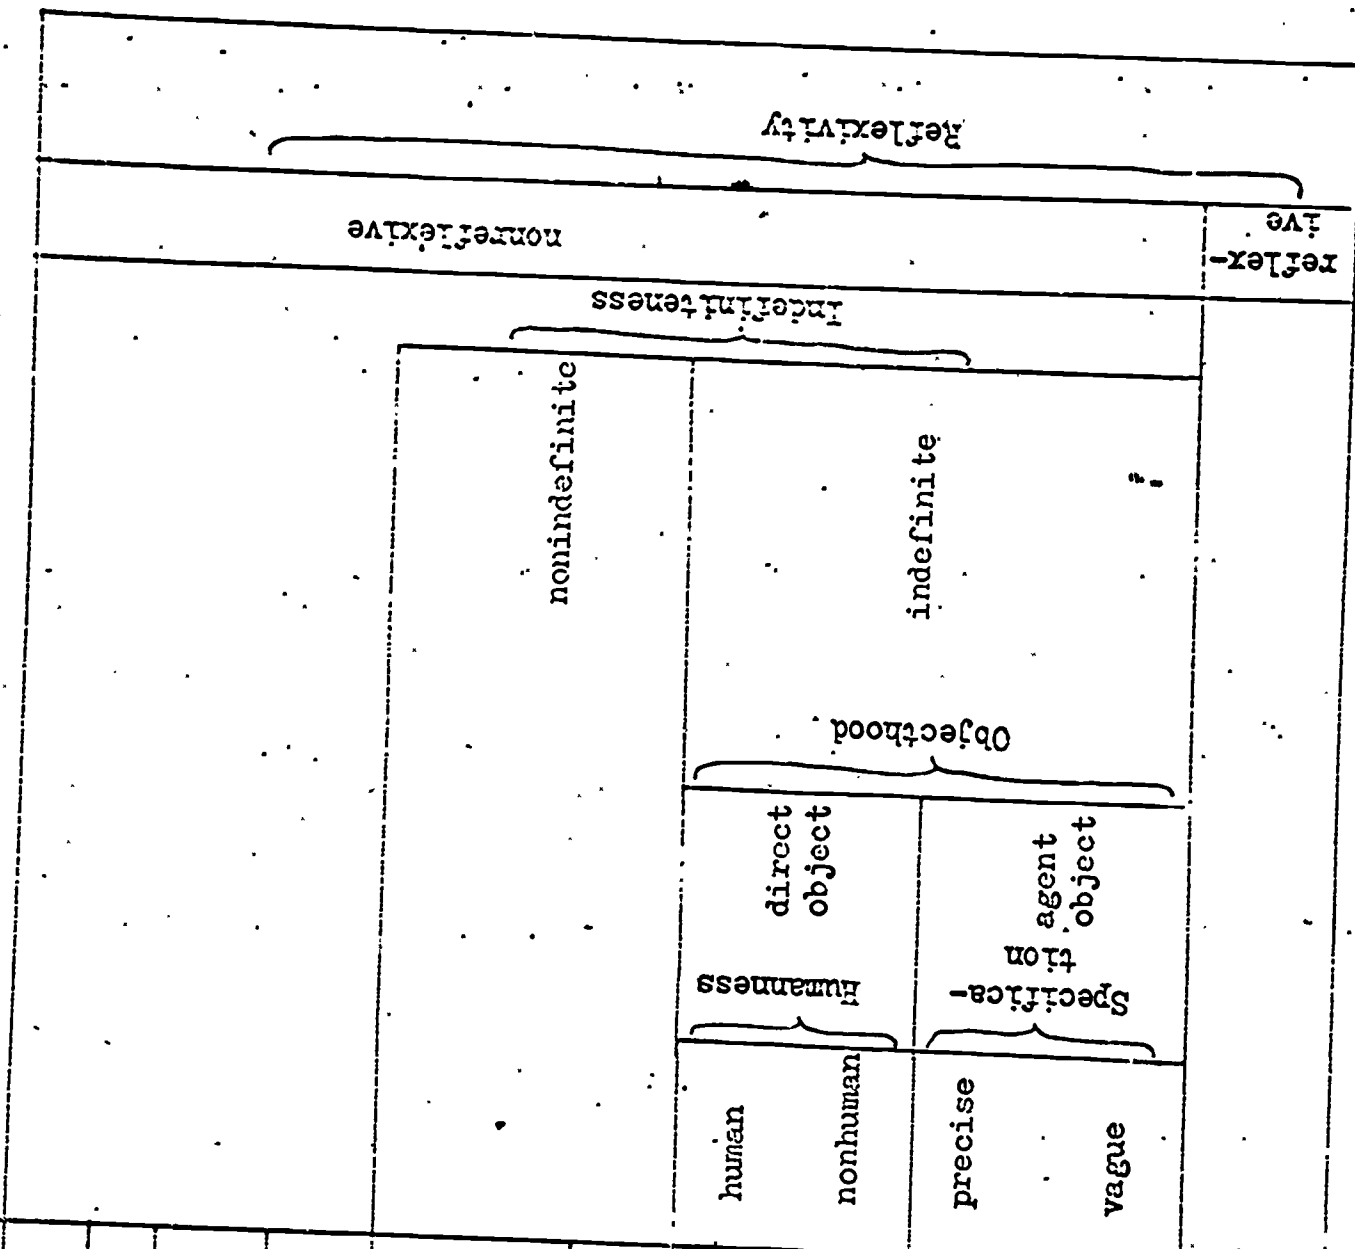 Reflexivity
nonreflexive
reflex-
ive
Indefiniteness
nonindefinite
indefinite
Objecthood
direct
object
agent
object
Humanness
Specifica-
tion
human
nonhuman
precise
vague